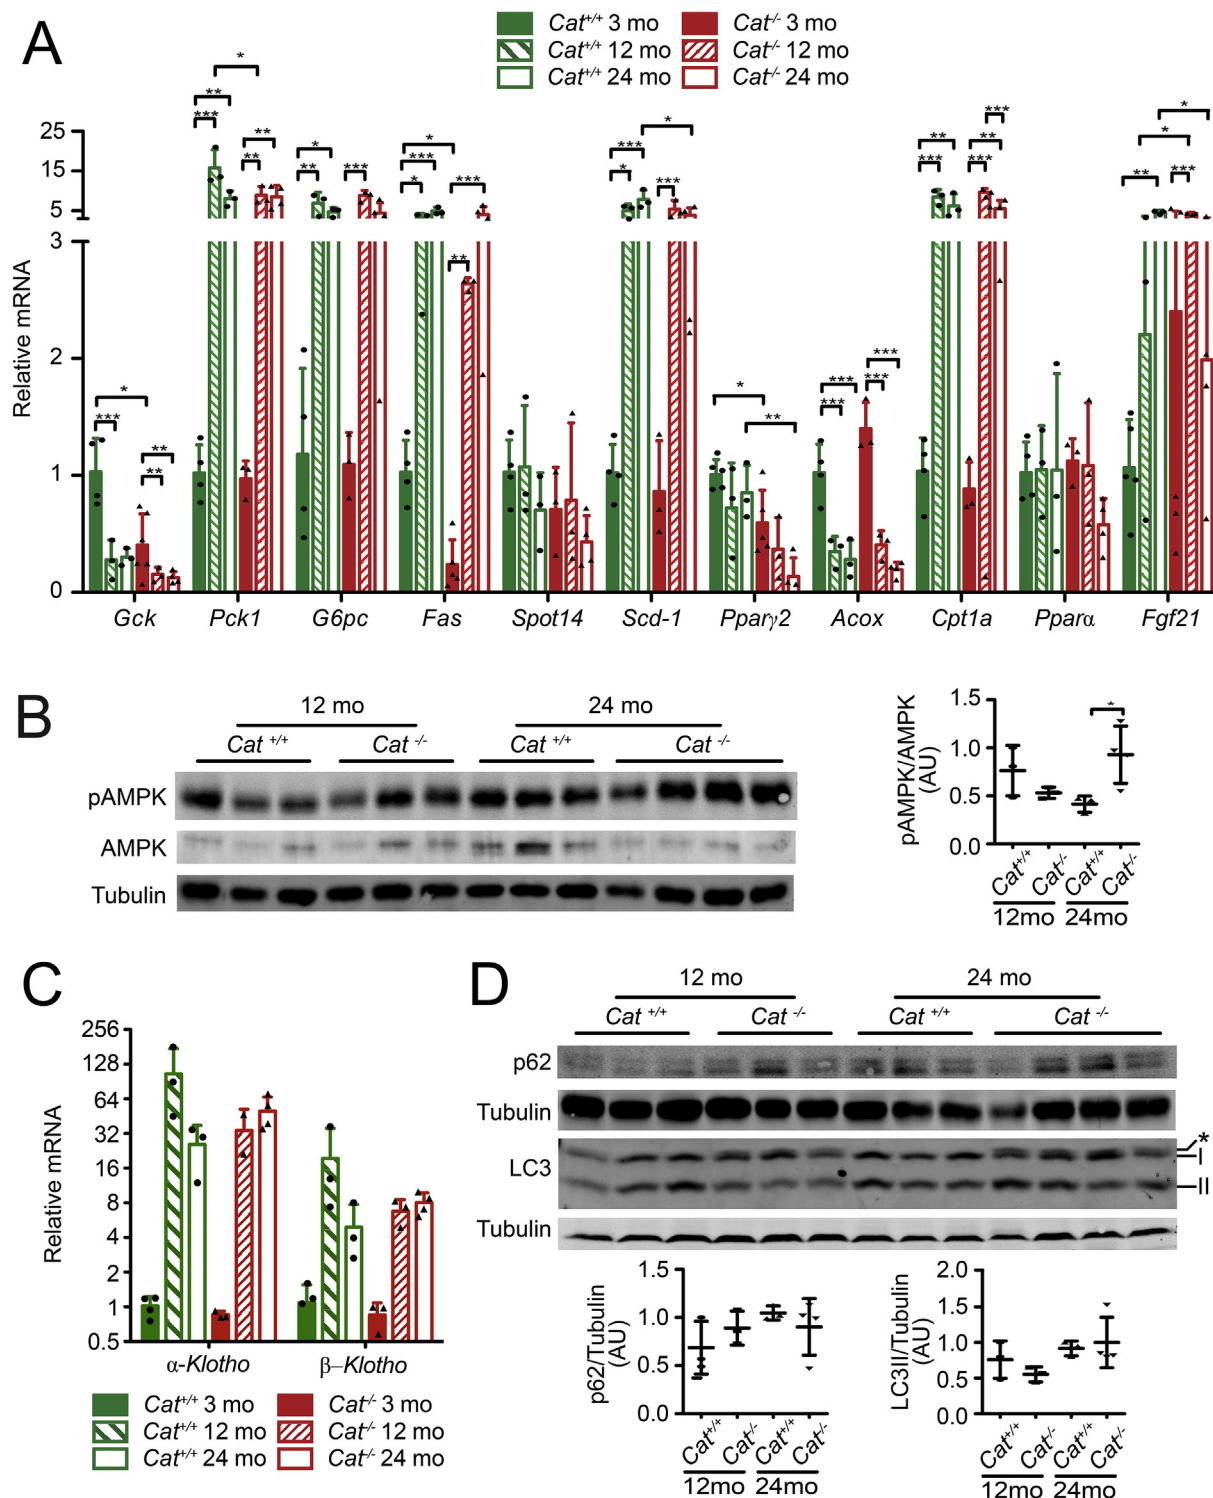 A
Cat+/+ 3 mo Cat-/- 3 mo
Cat+/+ 12 mo Cat-/- 12 mo
Cat+/+ 24 mo Cat-/- 24 mo
Relative mRNA
25
15
5
3
2
1
0
* ** *** ** ** * ** *** * *** * *** ** *** * * *** *** * ** *** *** *** *** ** *** *** ** *** * * ** ***
* *** ** **
Gck Pck1 G6pc Fas Spot14 Scd-1 Pparγ2 Acox Cpt1a Pparα Fgf21
B
12 mo 24 mo
Cat +/+ Cat -/- Cat +/+ Cat -/-
pAMPK
AMPK
Tubulin
pAMPK/AMPK
(AU)
1.5
1.0
0.5
0.0
*
Cat+/+ Cat-/- Cat+/+ Cat-/-
12mo 24mo
C
Relative mRNA
256
128
64
32
16
8
4
2
1
0.5
α-Klotho β–Klotho
Cat+/+ 3 mo Cat-/- 3 mo
Cat+/+ 12 mo Cat-/- 12 mo
Cat+/+ 24 mo Cat-/- 24 mo
D
12 mo 24 mo
Cat +/+ Cat -/- Cat +/+ Cat -/-
p62
Tubulin
LC3
*
I
II
Tubulin
p62/Tubulin
(AU)
1.5
1.0
0.5
0.0
Cat+/+ Cat-/- Cat+/+ Cat-/-
12mo 24mo
LC3II/Tubulin
(AU)
2.0
1.5
1.0
0.5
0.0
Cat+/+ Cat-/- Cat+/+ Cat-/-
12mo 24mo